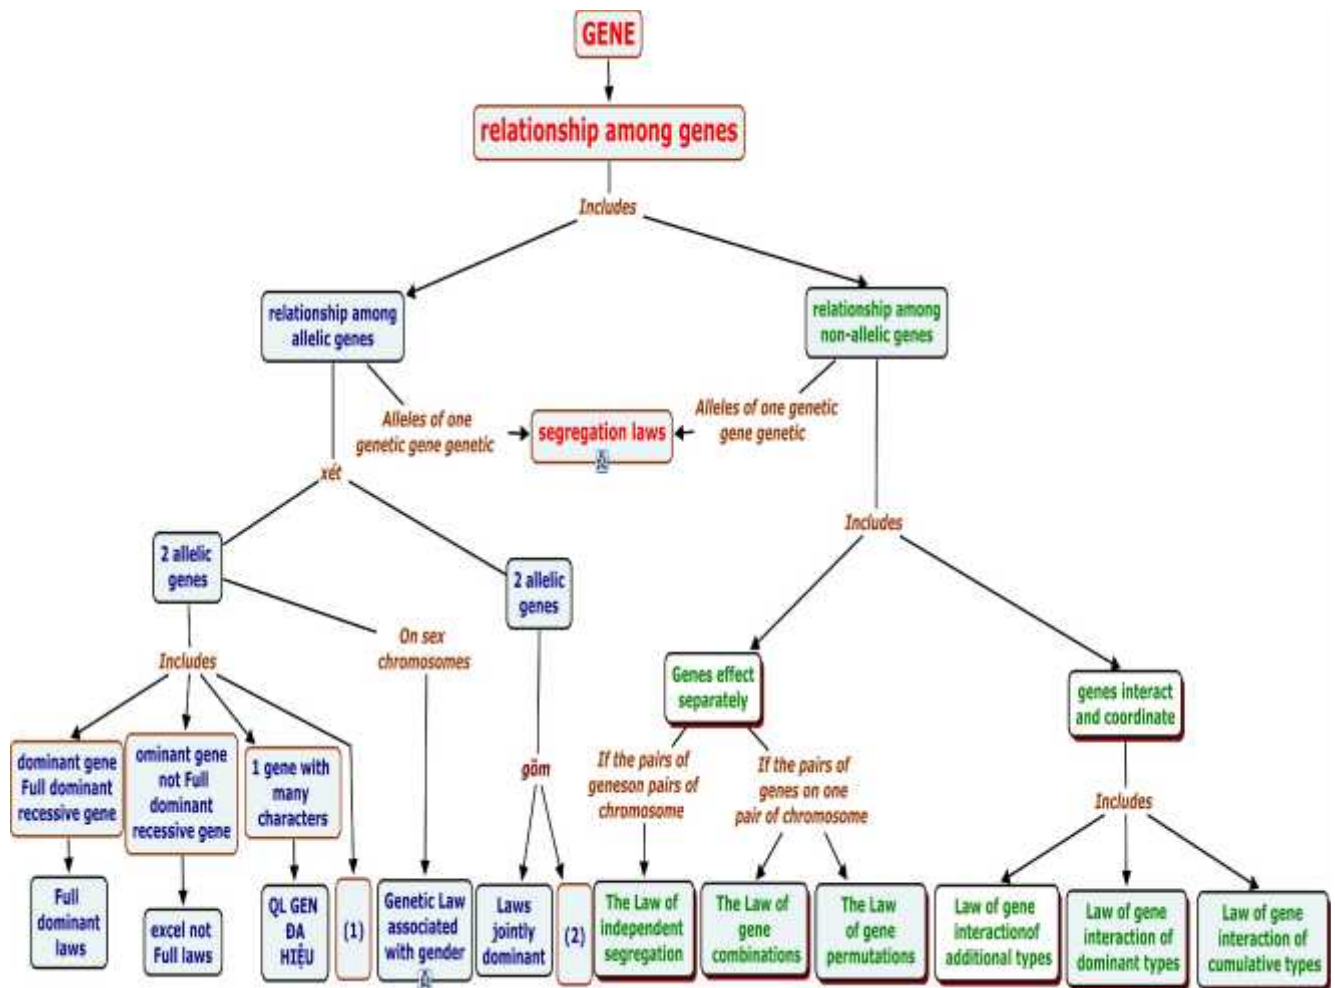 GENE
relationship among genes
Includes
relationship among
allelic genes
relationship among
non-allelic genes
Alleles of one
genetic gene genetic
segregation laws
Alleles of one genetic
gene genetic
xét
Includes
2 allelic
genes
2 allelic
genes
On sex
chromosomes
Includes
Genes effect
separately
genes interact
and coordinate
dominant gene
Full dominant
recessive gene
ominant gene
not Full
dominant
recessive gene
1 gene with
many
characters
gồm
If the pairs of
geneson pairs of
chromosome
If the pairs of
genes on one
pair of chromosome
Includes
Full
dominant
laws
excel not
Full laws
QL GEN
ĐA
HIỆU
(1)
Genetic Law
associated
with gender
Laws
jointly
dominant
(2)
The Law of
independent
segregation
The Law of
gene
combinations
The Law
of gene
permutations
Law of gene
interactionof
additional types
Law of gene
interaction of
dominant types
Law of gene
interaction of
cumulative types